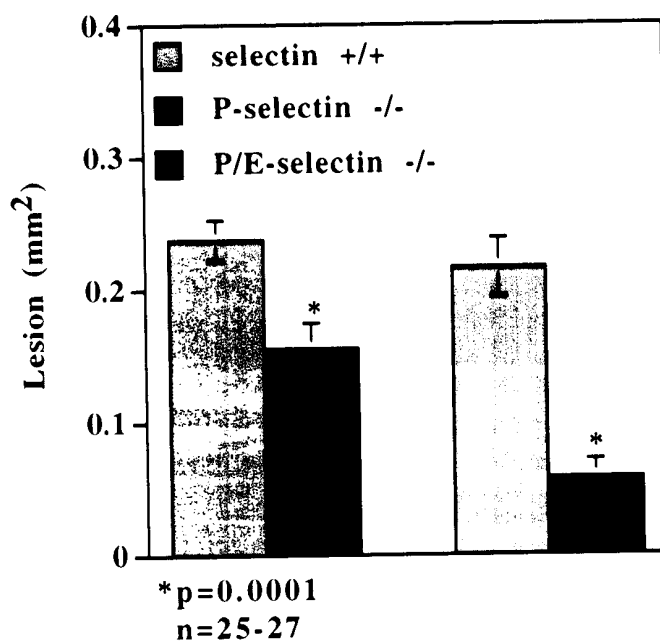 0.4
selectin +/+
P-selectin -/-
0.3
P/E-selectin -/-
Lesion (mm²)
0.2
*
0.1
*
0
*p=0.0001
n=25-27